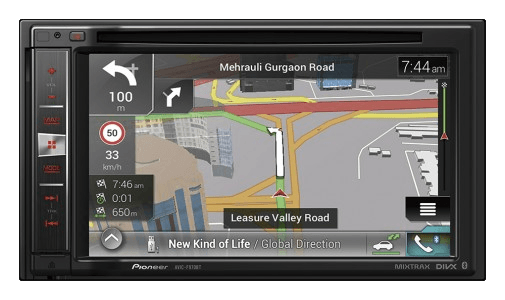 Mehrauli Gurgaon Road
7:44 am
100
m
50
33
km/h
7:46 am
0:01
650m
Leasure Valley Road
New Kind of Life / Global Direction
Pioneer
MIXTRAX DIVX